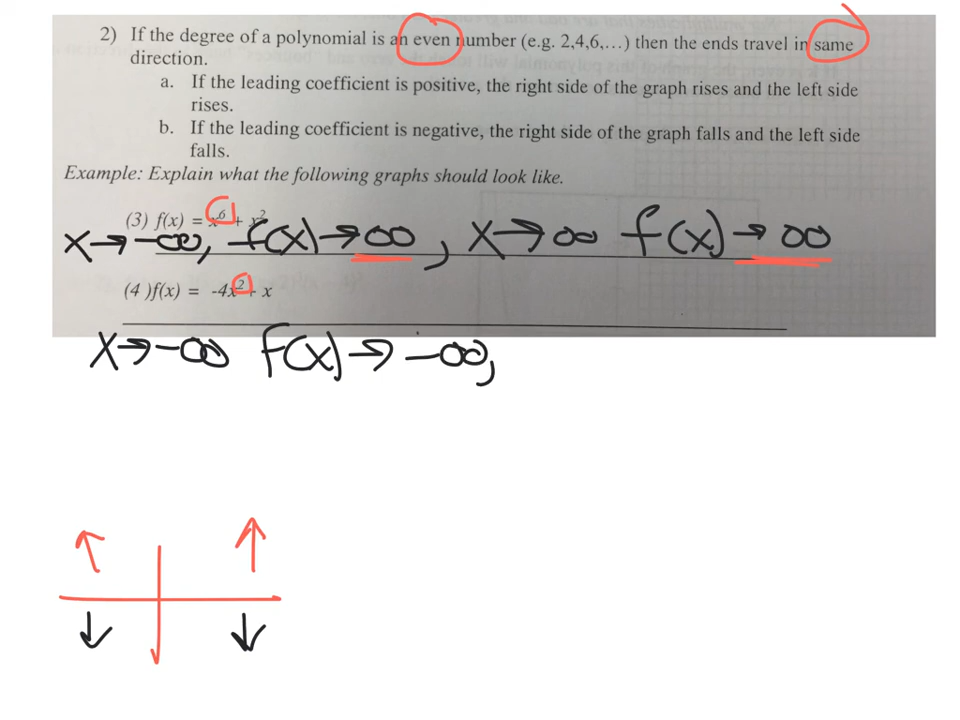 2) If the degree of a polynomial is an even number (e.g. 2,4,6,…) then the ends travel in same
direction.
a. If the leading coefficient is positive, the right side of the graph rises and the left side
rises.
b. If the leading coefficient is negative, the right side of the graph falls and the left side
falls.
Example: Explain what the following graphs should look like.
(3) f(x) = x⁶ + x²
x→-∞, f(x)→∞, x→∞ f(x)→∞
(4 )f(x) = -4x² + x
x→-∞ f(x)→-∞,